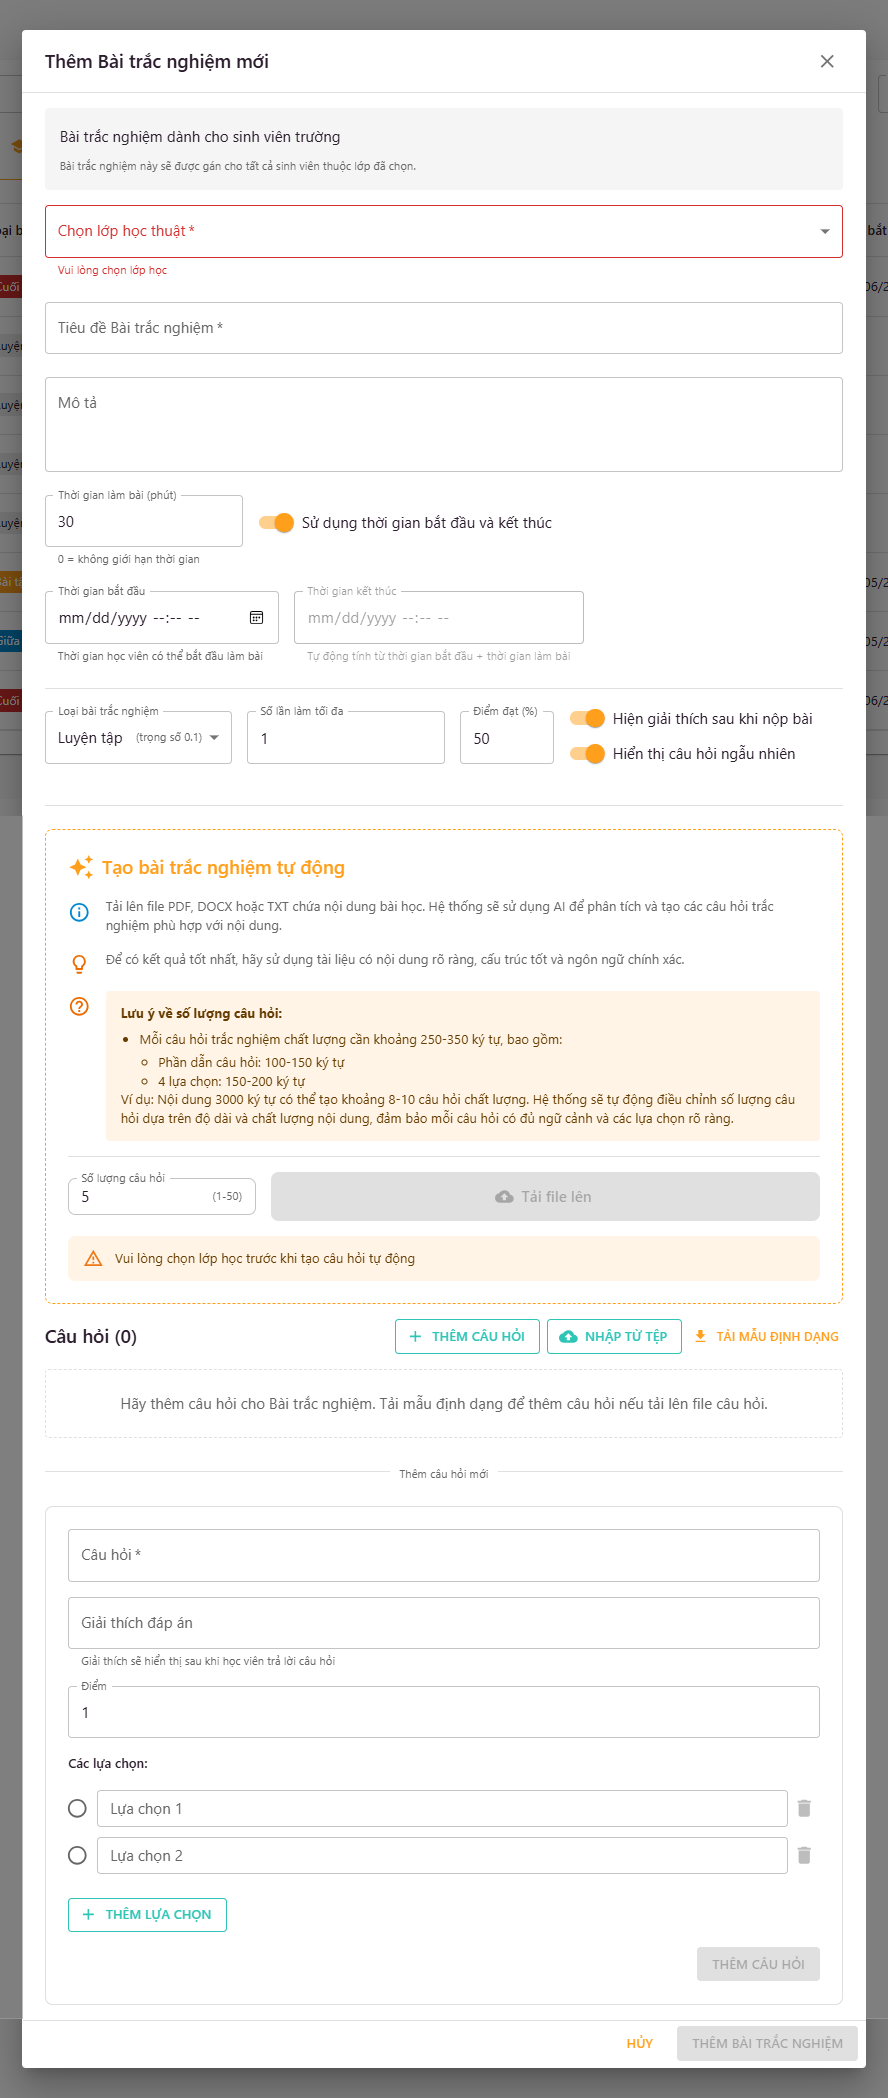 Thêm Bài trắc nghiệm mới
Bài trắc nghiệm dành cho sinh viên trường
Bài trắc nghiệm này sẽ được gán cho tất cả sinh viên thuộc lớp đã chọn.
Chọn lớp học thuật *
Vui lòng chọn lớp học
Tiêu đề Bài trắc nghiệm *
Mô tả
Thời gian làm bài (phút)
30
Sử dụng thời gian bắt đầu và kết thúc
0 = không giới hạn thời gian
Thời gian bắt đầu
Thời gian kết thúc
mm/dd/yyyy --:-- --
mm/dd/yyyy --:-- --
Thời gian học viên có thể bắt đầu làm bài
Tự động tính từ thời gian bắt đầu + thời gian làm bài
Loại bài trắc nghiệm
Số lần làm tối đa
Điểm đạt (%)
Luyện tập (trọng số 0.1)
1
50
Hiện giải thích sau khi nộp bài
Hiển thị câu hỏi ngẫu nhiên
Tạo bài trắc nghiệm tự động
Tải lên file PDF, DOCX hoặc TXT chứa nội dung bài học. Hệ thống sẽ sử dụng AI để phân tích và tạo các câu hỏi trắc
nghiệm phù hợp với nội dung.
Để có kết quả tốt nhất, hãy sử dụng tài liệu có nội dung rõ ràng, cấu trúc tốt và ngôn ngữ chính xác.
Lưu ý về số lượng câu hỏi:
Mỗi câu hỏi trắc nghiệm chất lượng cần khoảng 250-350 ký tự, bao gồm:
Phần dẫn câu hỏi: 100-150 ký tự
4 lựa chọn: 150-200 ký tự
Ví dụ: Nội dung 3000 ký tự có thể tạo khoảng 8-10 câu hỏi chất lượng. Hệ thống sẽ tự động điều chỉnh số lượng câu
hỏi dựa trên độ dài và chất lượng nội dung, đảm bảo mỗi câu hỏi có đủ ngữ cảnh và các lựa chọn rõ ràng.
Số lượng câu hỏi
5
(1-50)
Tải file lên
Vui lòng chọn lớp học trước khi tạo câu hỏi tự động
Câu hỏi (0)
THÊM CÂU HỎI
NHẬP TỪ TỆP
TẢI MẪU ĐỊNH DẠNG
Hãy thêm câu hỏi cho Bài trắc nghiệm. Tải mẫu định dạng để thêm câu hỏi nếu tải lên file câu hỏi.
Thêm câu hỏi mới
Câu hỏi *
Giải thích đáp án
Giải thích sẽ hiển thị sau khi học viên trả lời câu hỏi
Điểm
1
Các lựa chọn:
Lựa chọn 1
Lựa chọn 2
THÊM LỰA CHỌN
THÊM CÂU HỎI
HỦY
THÊM BÀI TRẮC NGHIỆM